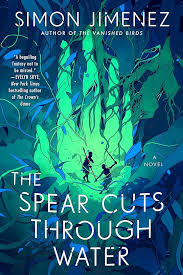 SIMON JIMENEZ
AUTHOR OF THE VANISHED BIRDS
"A beguiling
fantasy not to
be missed."
—EVELYN SKYE,
New York Times
bestselling author
of The Crown's
Game
A
NOVEL
THE
SPEAR CUTS
THROUGH
WATER